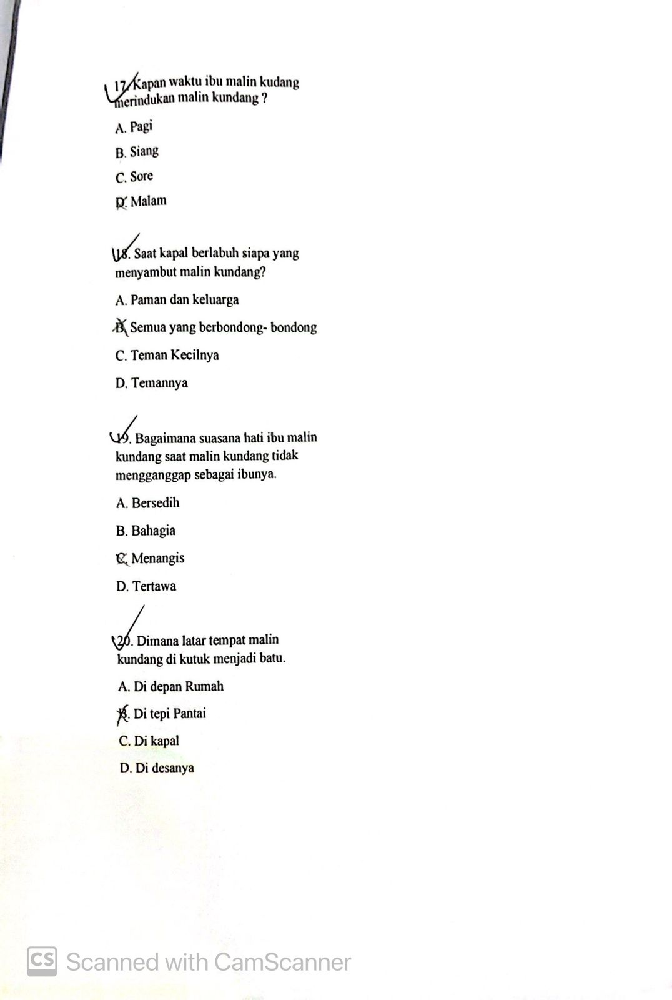 17. Kapan waktu ibu malin kudang
merindukan malin kundang ?
A. Pagi
B. Siang
C. Sore
D. Malam
18. Saat kapal berlabuh siapa yang
menyambut malin kundang?
A. Paman dan keluarga
B. Semua yang berbondong- bondong
C. Teman Kecilnya
D. Temannya
19. Bagaimana suasana hati ibu malin
kundang saat malin kundang tidak
mengganggap sebagai ibunya.
A. Bersedih
B. Bahagia
C. Menangis
D. Tertawa
20. Dimana latar tempat malin
kundang di kutuk menjadi batu.
A. Di depan Rumah
B. Di tepi Pantai
C. Di kapal
D. Di desanya
CS Scanned with CamScanner